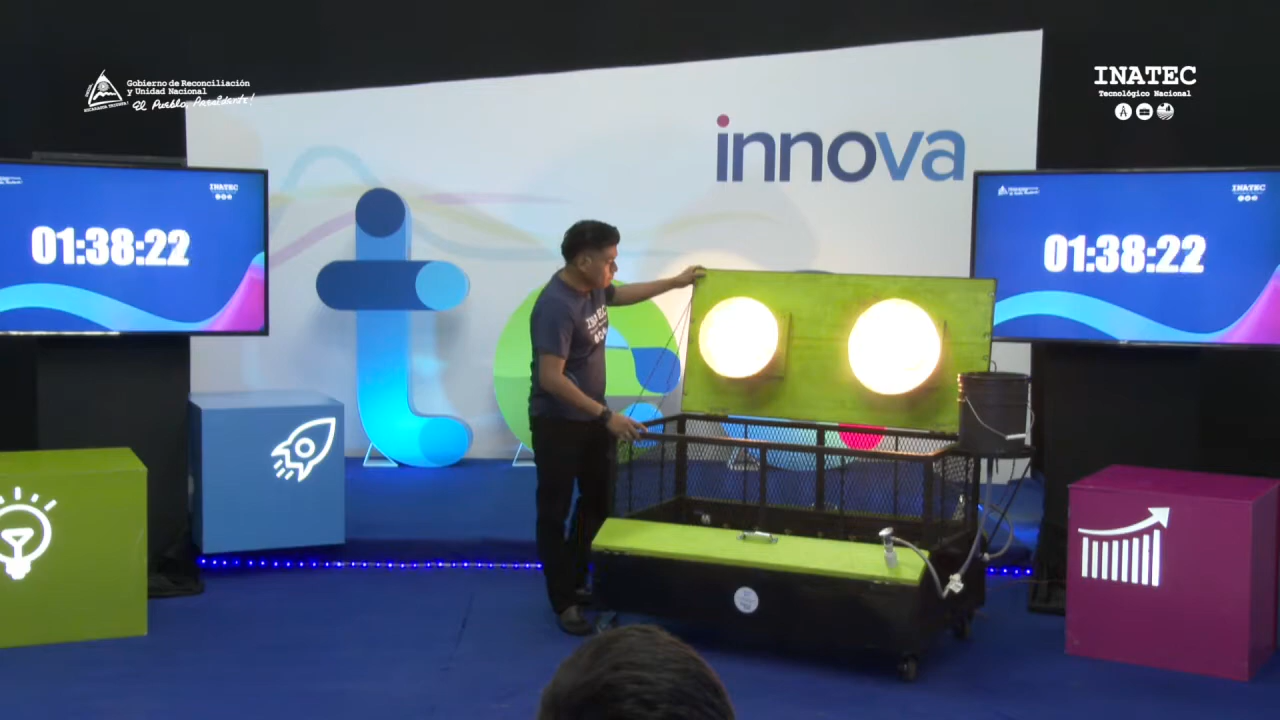 Gobierno de Reconciliación
y Unidad Nacional
El Pueblo, Presidente!
INATEC
Tecnológico Nacional
innova
INATEC
01:38:22
INATEC
01:38:22